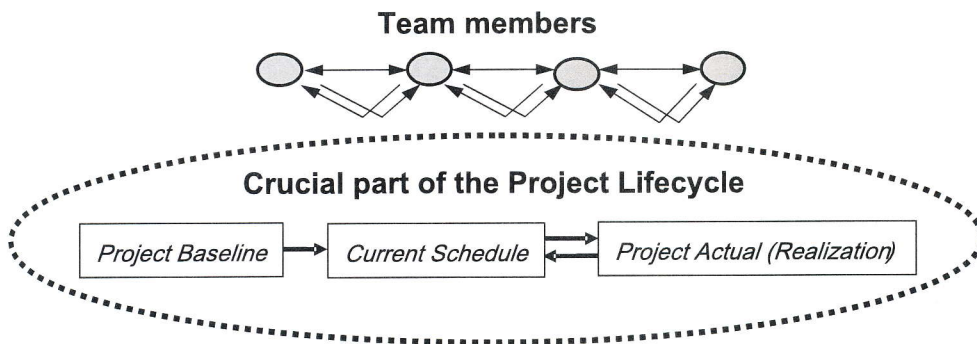 Team members
Crucial part of the Project Lifecycle
Project Baseline
Current Schedule
Project Actual (Realization)